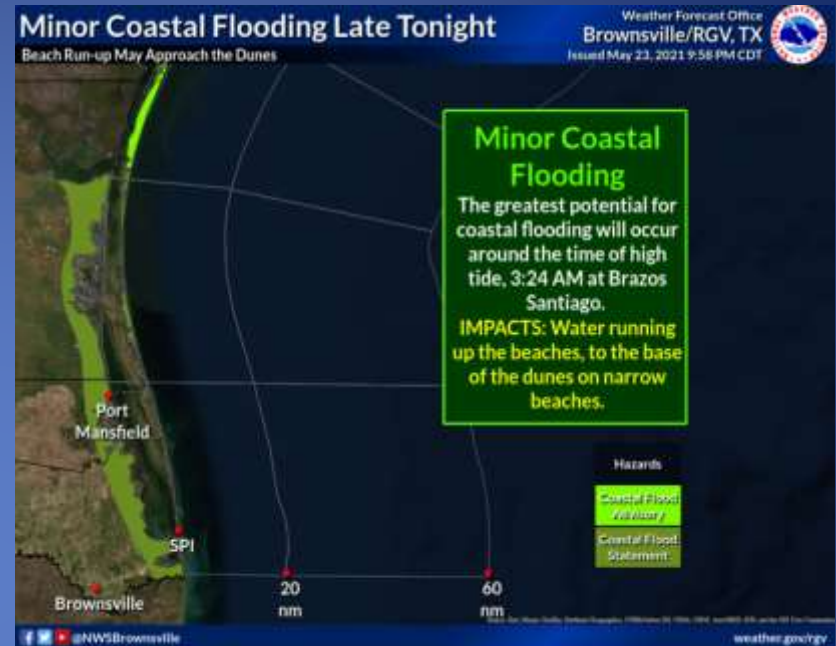 Minor Coastal Flooding Late Tonight
Beach Run-up May Approach the Dunes
Weather Forecast Office
Brownsville/RGV, TX
Issued May 23, 2021 9:58 PM CDT
Minor Coastal
Flooding
The greatest potential for
coastal flooding will occur
around the time of high
tide, 3:24 AM at Brazos
Santiago.
IMPACTS: Water running
up the beaches, to the base
of the dunes on narrow
beaches.
Port
Mansfield
Hazards
Coastal Flood
Advisory
Coastal Flood
Statement
SPI
Brownsville
20
nm
60
nm
@NWSBrownsville
weather.gov/rgv